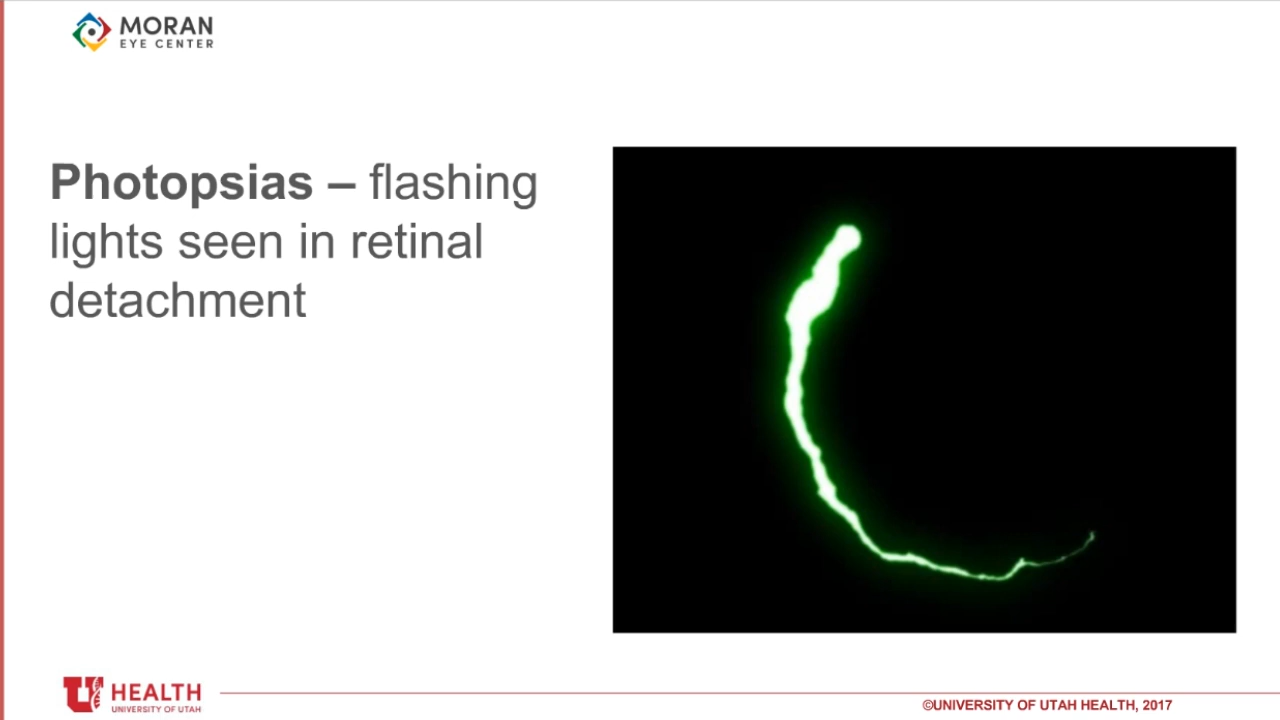 MORAN
EYE CENTER
Photopsias – flashing
lights seen in retinal
detachment
U HEALTH
UNIVERSITY OF UTAH
©UNIVERSITY OF UTAH HEALTH, 2017